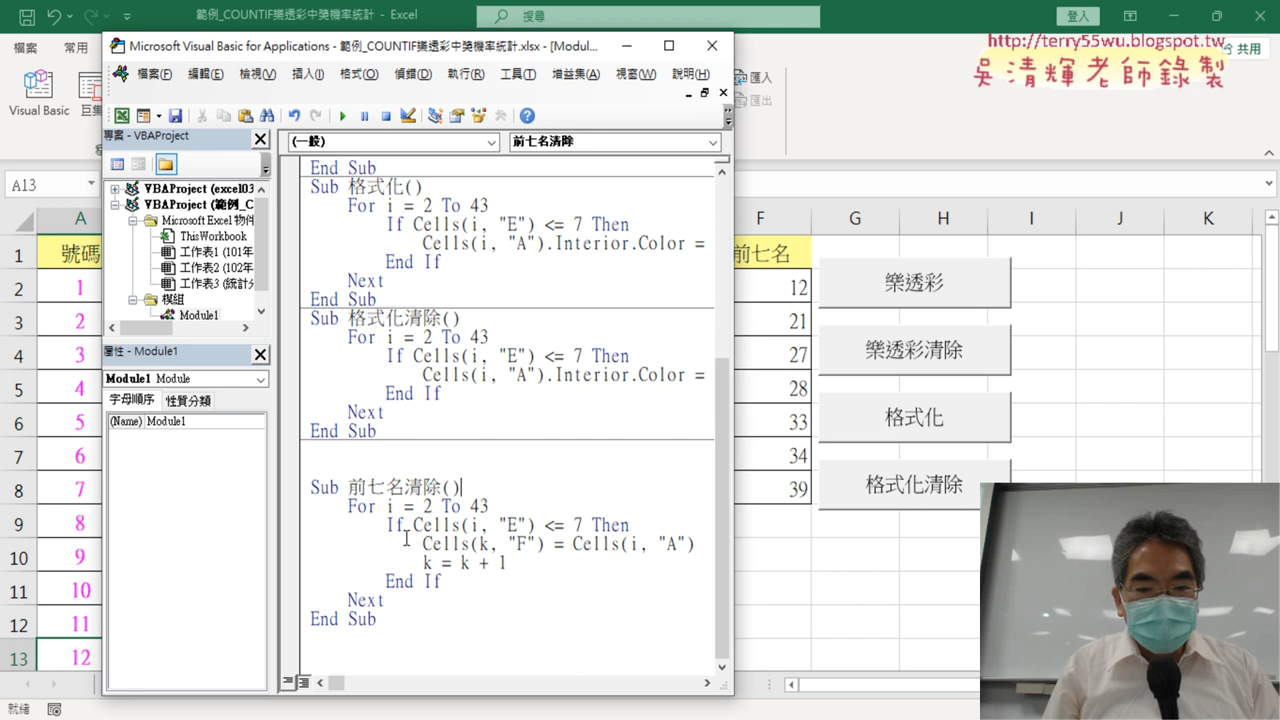 範例_COUNTIF樂透彩中獎機率統計 - Excel
搜尋
登入
檔案
常用
Microsoft Visual Basic for Applications - 範例_COUNTIF樂透彩中獎機率統計.xlsx - [Modul...
http://terry55wu.blogspot.tw
吳清輝老師錄製
共用
檔案(F) 編輯(E) 檢視(V) 插入(I) 格式(O) 偵錯(D) 執行(R) 工具(T) 增益集(A) 視窗(W) 說明(H)
Visual Basic
巨集
匯入
匯出
專案 - VBAProject
VBAProject (excel03
VBAProject (範例_C
Microsoft Excel 物件
ThisWorkbook
工作表1 (101年
工作表2 (102年
工作表3 (統計分
模組
Module1
屬性 - Module1
Module1 Module
字母順序 性質分類
(Name) Module1
(一般)
前七名清除
End Sub
Sub 格式化()
For i = 2 To 43
If Cells(i, "E") <= 7 Then
Cells(i, "A").Interior.Color =
End If
Next
End Sub
Sub 格式化清除()
For i = 2 To 43
If Cells(i, "E") <= 7 Then
Cells(i, "A").Interior.Color =
End If
Next
End Sub
Sub 前七名清除()
For i = 2 To 43
If Cells(i, "E") <= 7 Then
Cells(k, "F") = Cells(i, "A")
k = k + 1
End If
Next
End Sub
A13
A F G H I J K
1 號碼 前七名
2 1 12
3 2 21
4 3 27
5 4 28
6 5 33
7 6 34
8 7 39
9 8
10 9
11 10
12 11
13 12
樂透彩
樂透彩清除
格式化
格式化清除
就緒